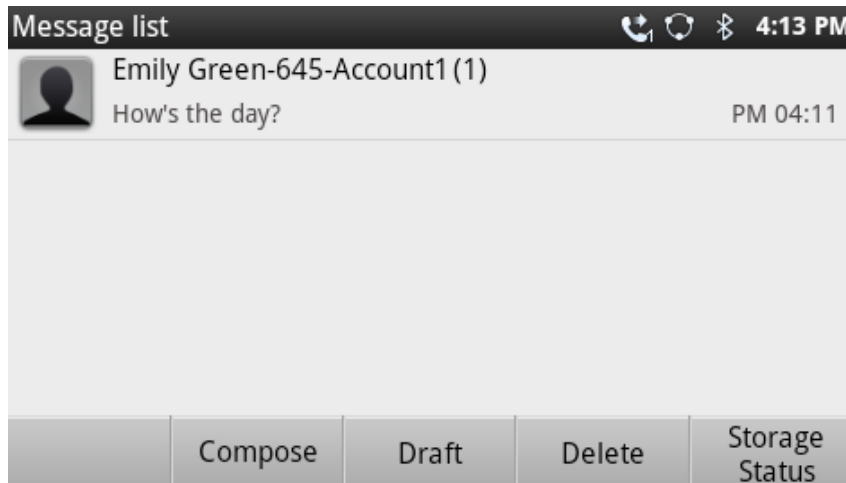 Message list
1
4:13 PM
Emily Green-645-Account1 (1)
How's the day?
PM 04:11
Compose
Draft
Delete
Storage
Status